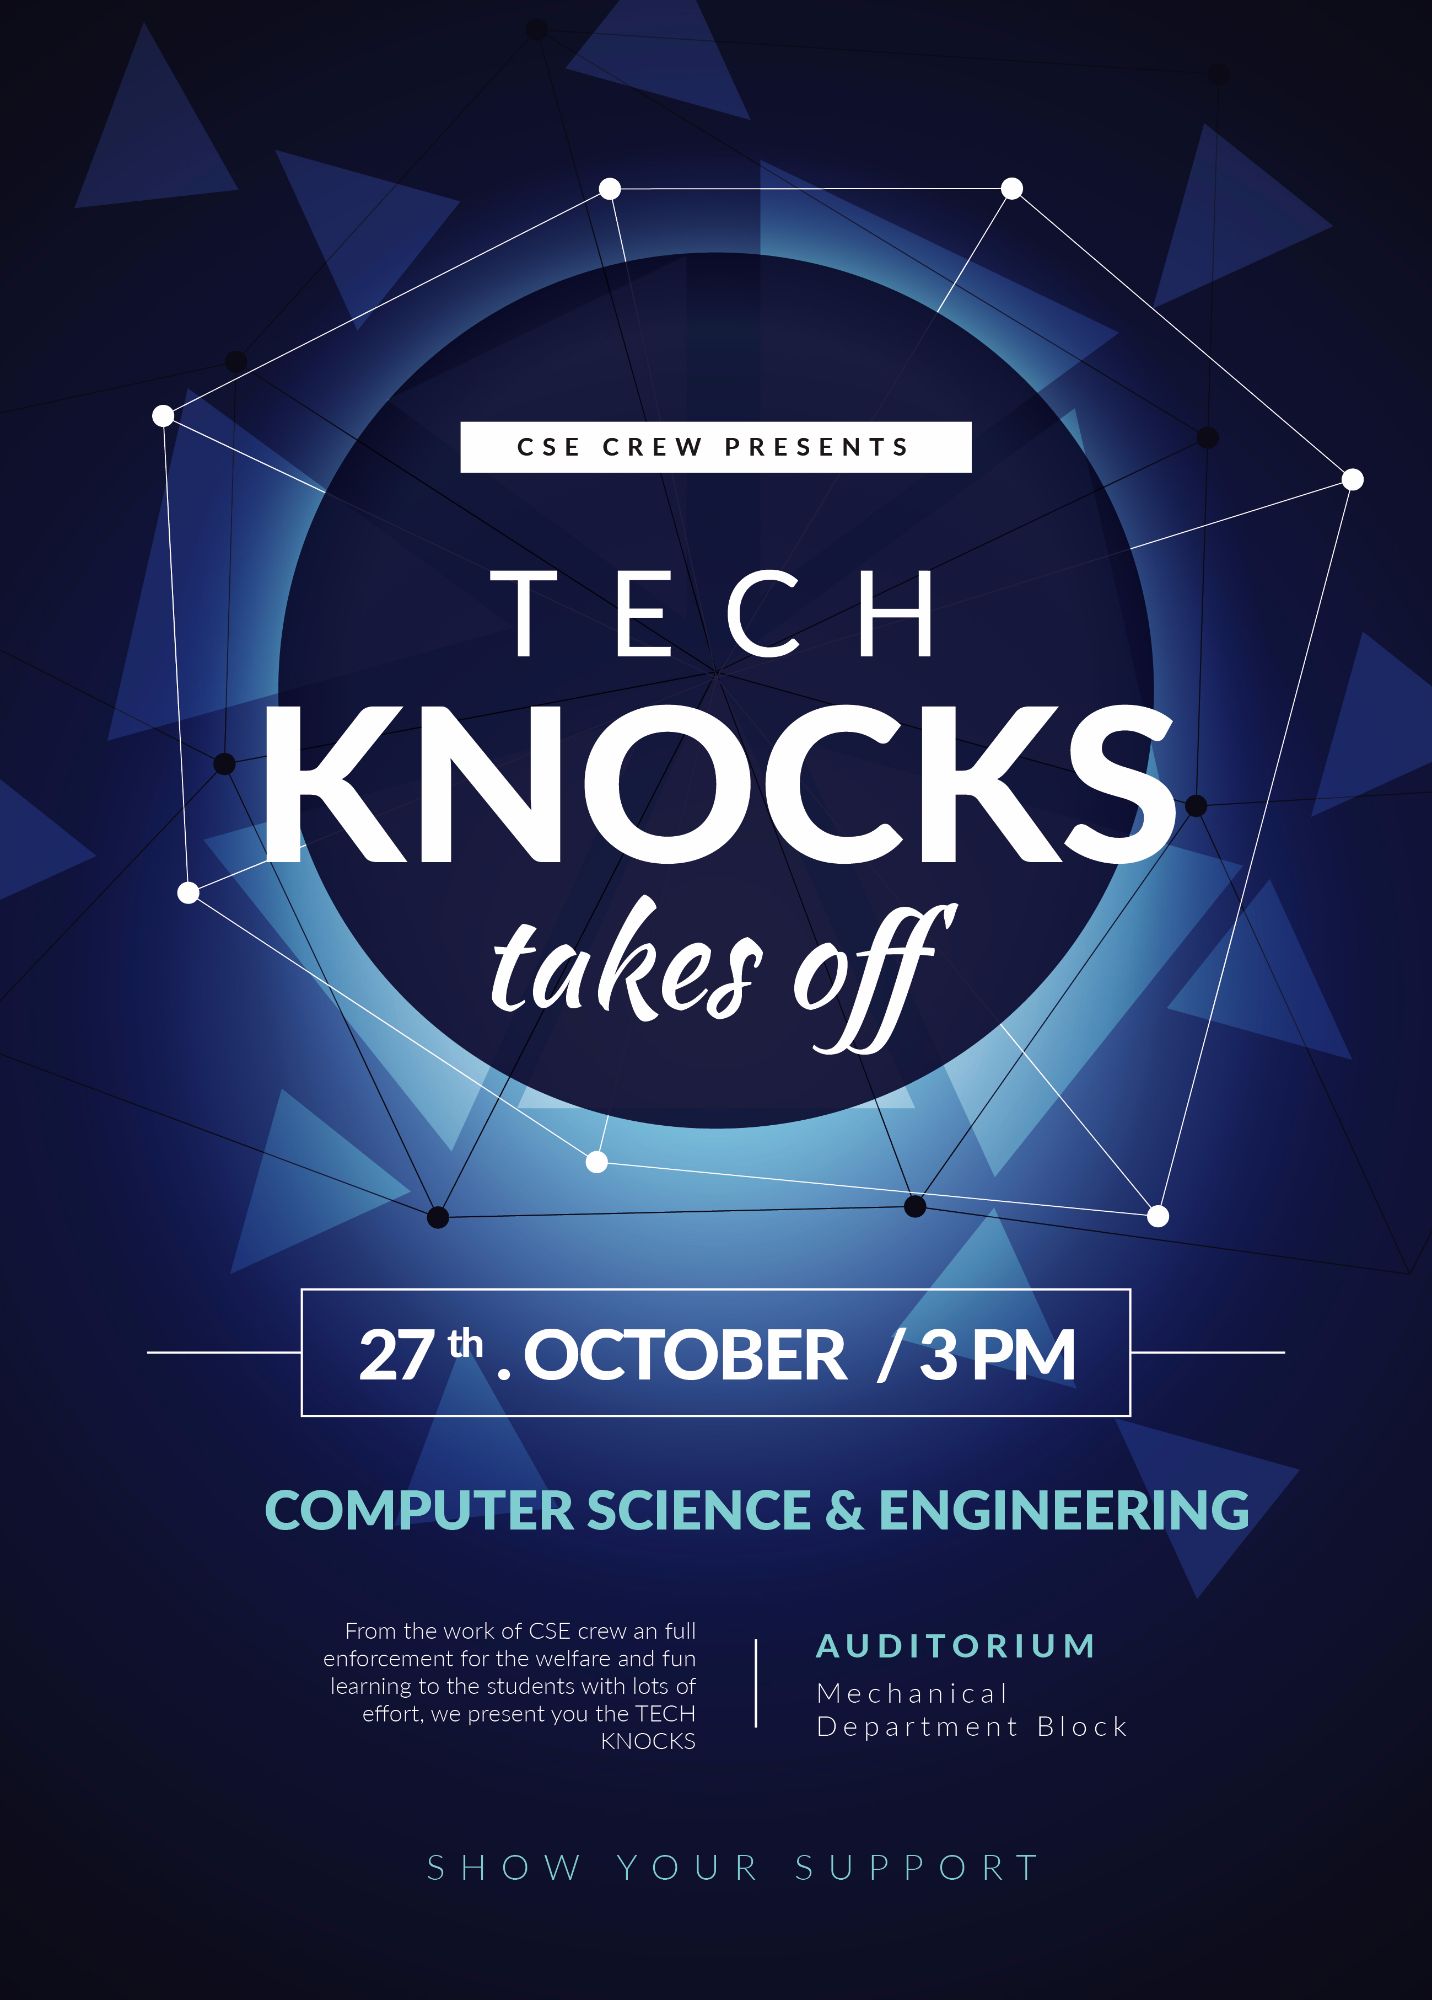 CSE CREW PRESENTS
TECH
KNOCKS
takes off
27th. OCTOBER / 3 PM
COMPUTER SCIENCE & ENGINEERING
From the work of CSE crew an full
enforcement for the welfare and fun
learning to the students with lots of
effort, we present you the TECH
KNOCKS
AUDITORIUM
Mechanical
Department Block
SHOW YOUR SUPPORT